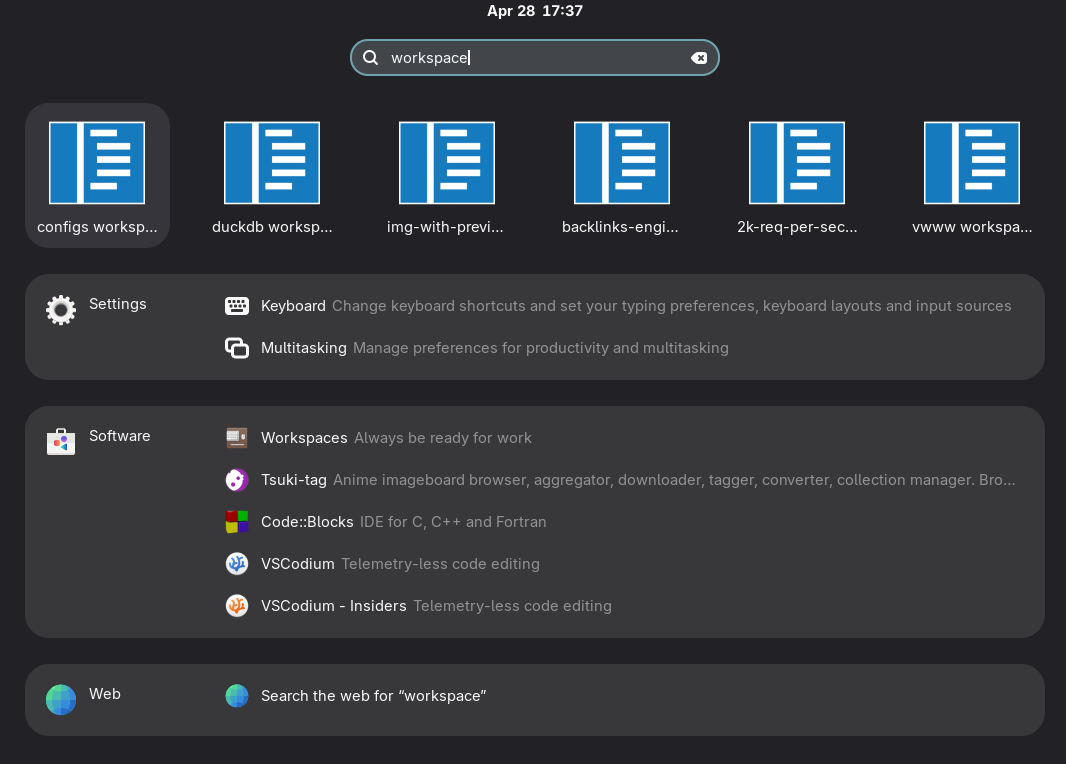 Apr 28 17:37
workspace
configs worksp...
duckdb worksp...
img-with-previ...
backlinks-engi...
2k-req-per-sec...
vwww workspa...
Settings
Keyboard Change keyboard shortcuts and set your typing preferences, keyboard layouts and input sources
Multitasking Manage preferences for productivity and multitasking
Software
Workspaces Always be ready for work
Tsuki-tag Anime imageboard browser, aggregator, downloader, tagger, converter, collection manager. Bro...
Code::Blocks IDE for C, C++ and Fortran
VSCodium Telemetry-less code editing
VSCodium - Insiders Telemetry-less code editing
Web
Search the web for “workspace”